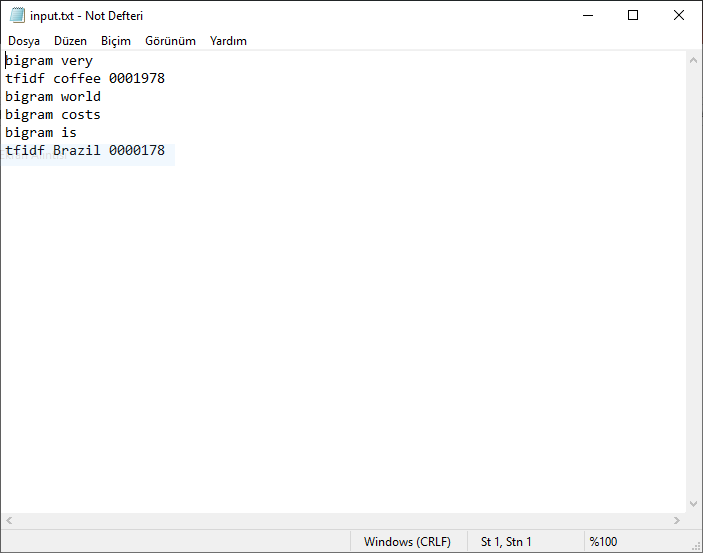 input.txt - Not Defteri
Dosya Düzen Biçim Görünüm Yardım
bigram very
tfidf coffee 0001978
bigram world
bigram costs
bigram is
tfidf Brazil 0000178
Windows (CRLF) St 1, Stn 1 %100